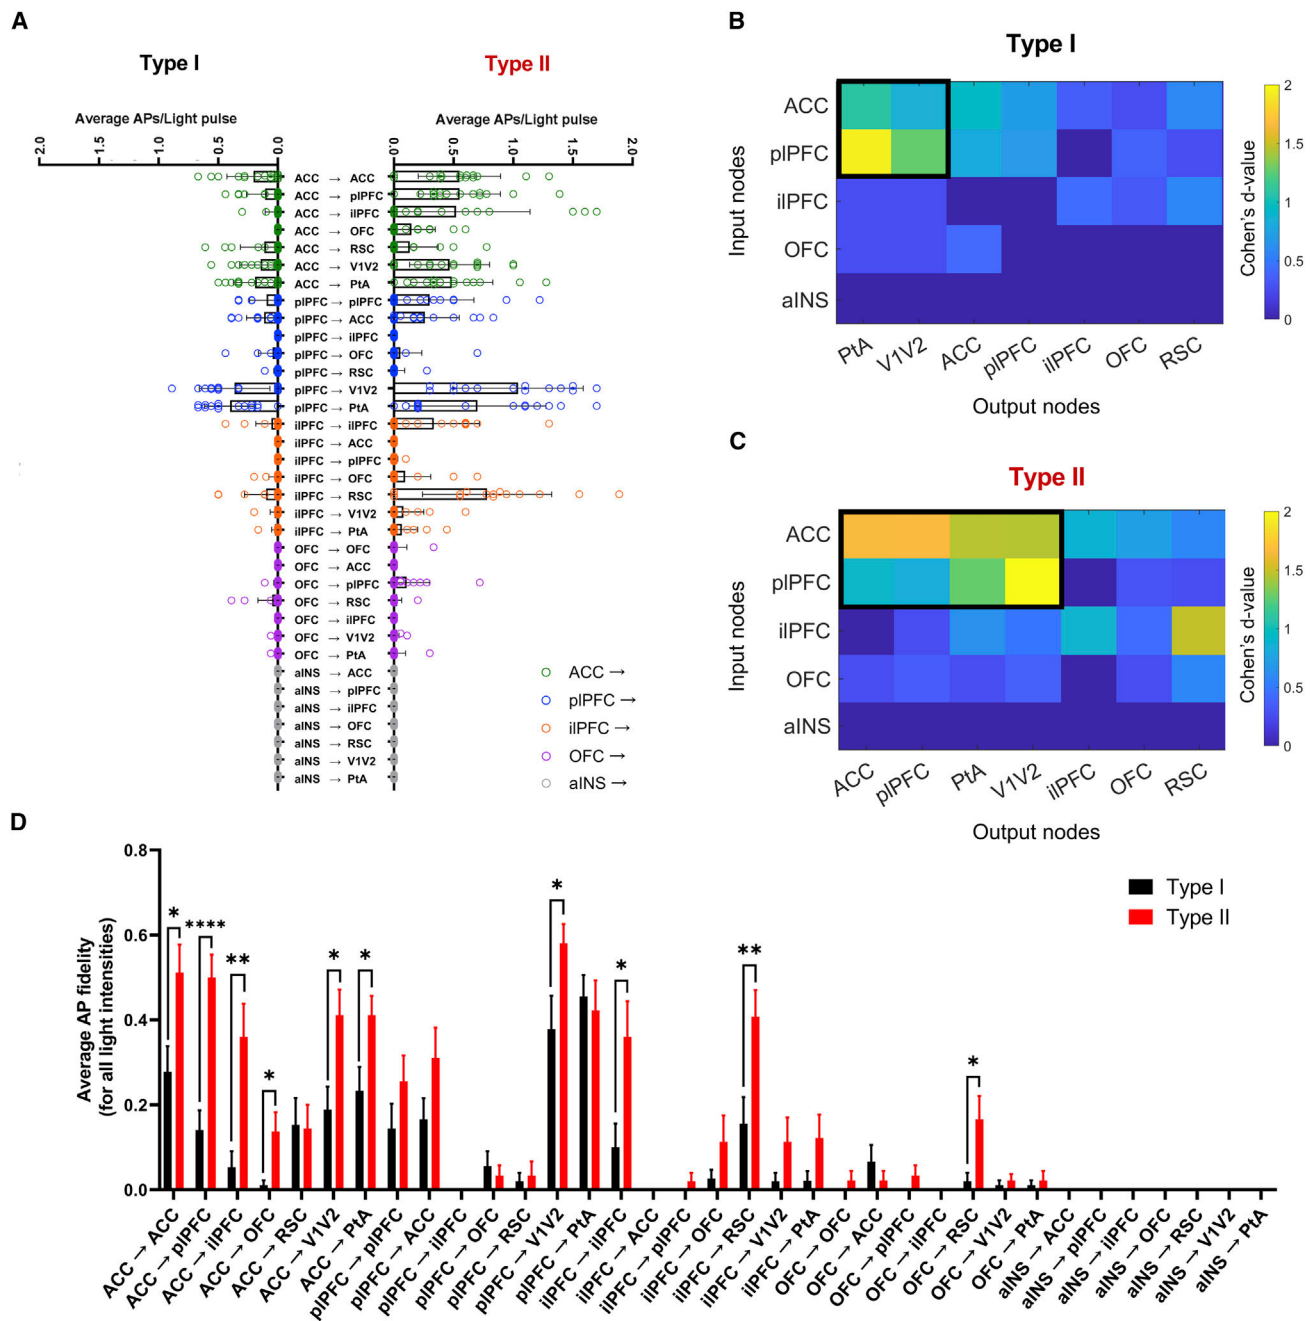 A
Type I
Type II
Average APs/Light pulse
Average APs/Light pulse
2.0 1.5 1.0 0.5 0.0
0.0 0.5 1.0 1.5 2.0
ACC → ACC
ACC → plPFC
ACC → ilPFC
ACC → OFC
ACC → RSC
ACC → V1V2
ACC → PtA
plPFC → plPFC
plPFC → ACC
plPFC → ilPFC
plPFC → OFC
plPFC → RSC
plPFC → V1V2
plPFC → PtA
ilPFC → ilPFC
ilPFC → ACC
ilPFC → plPFC
ilPFC → OFC
ilPFC → RSC
ilPFC → V1V2
ilPFC → PtA
OFC → OFC
OFC → ACC
OFC → plPFC
OFC → RSC
OFC → ilPFC
OFC → V1V2
OFC → PtA
aINS → ACC
aINS → plPFC
aINS → ilPFC
aINS → OFC
aINS → RSC
aINS → V1V2
aINS → PtA
ACC →
plPFC →
ilPFC →
OFC →
aINS →
B
Type I
Input nodes
ACC
plPFC
ilPFC
OFC
aINS
PtA V1V2 ACC plPFC ilPFC OFC RSC
Output nodes
2
1.5
1
0.5
0
Cohen's d-value
C
Type II
Input nodes
ACC
plPFC
ilPFC
OFC
aINS
ACC plPFC PtA V1V2 ilPFC OFC RSC
Output nodes
2
1.5
1
0.5
0
Cohen's d-value
D
Average AP fidelity
(for all light intensities)
0.8
0.6
0.4
0.2
0.0
* **** ** * * * * * ** *
Type I
Type II
ACC → ACC
ACC → plPFC
ACC → ilPFC
ACC → OFC
ACC → RSC
ACC → V1V2
ACC → PtA
plPFC → plPFC
plPFC → ACC
plPFC → ilPFC
plPFC → OFC
plPFC → RSC
plPFC → V1V2
plPFC → PtA
ilPFC → ilPFC
ilPFC → ACC
ilPFC → plPFC
ilPFC → OFC
ilPFC → RSC
ilPFC → V1V2
ilPFC → PtA
OFC → OFC
OFC → ACC
OFC → plPFC
OFC → ilPFC
OFC → RSC
OFC → V1V2
OFC → PtA
aINS → ACC
aINS → plPFC
aINS → ilPFC
aINS → OFC
aINS → RSC
aINS → V1V2
aINS → PtA